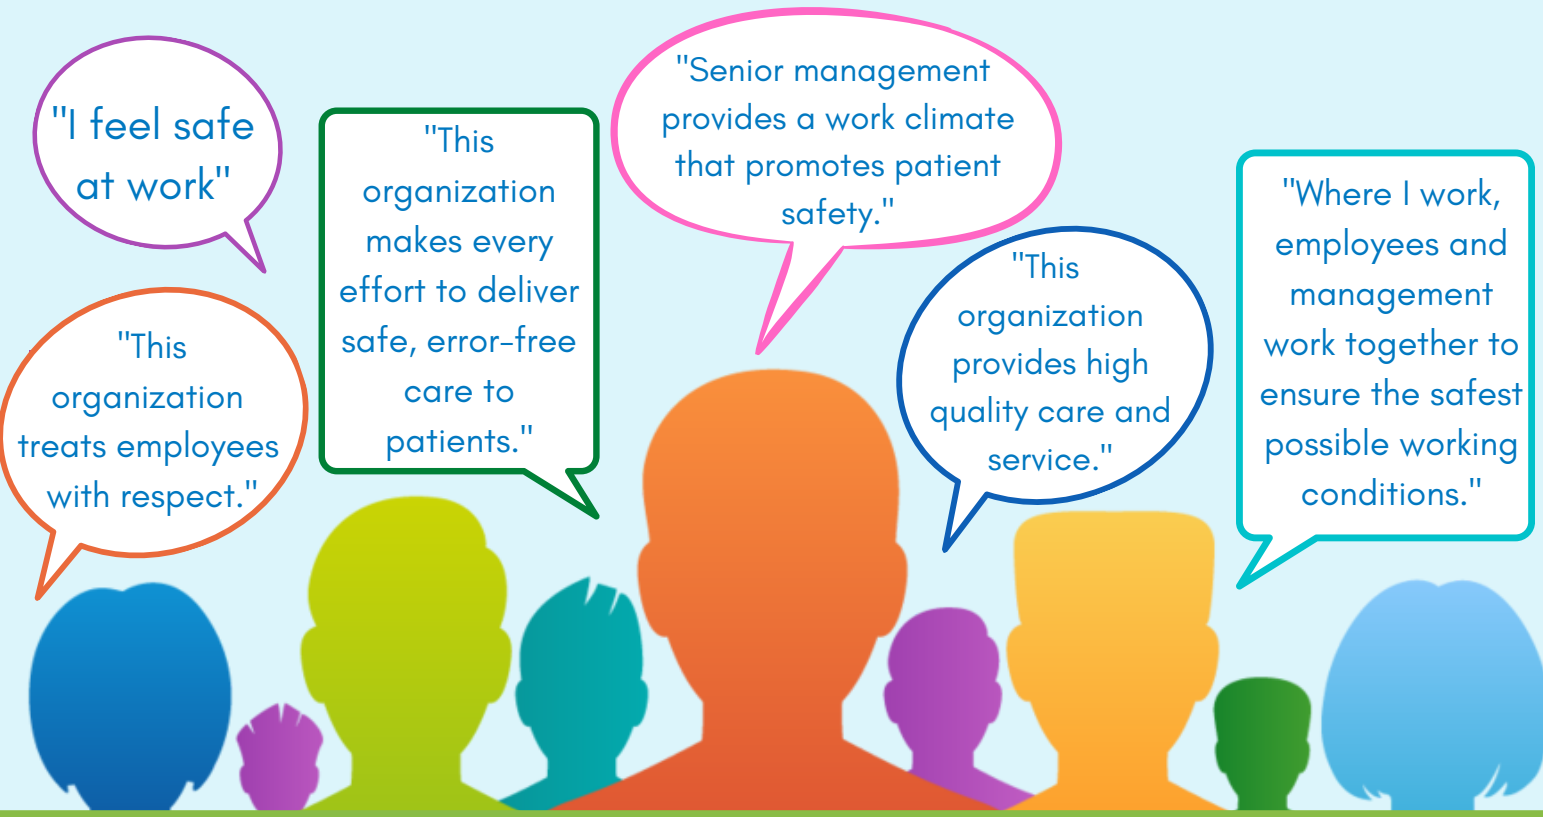 "I feel safe
at work"
"This
organization
treats employees
with respect."
"This
organization
makes every
effort to deliver
safe, error-free
care to
patients."
"Senior management
provides a work climate
that promotes patient
safety."
"This
organization
provides high
quality care and
service."
"Where I work,
employees and
management
work together to
ensure the safest
possible working
conditions."